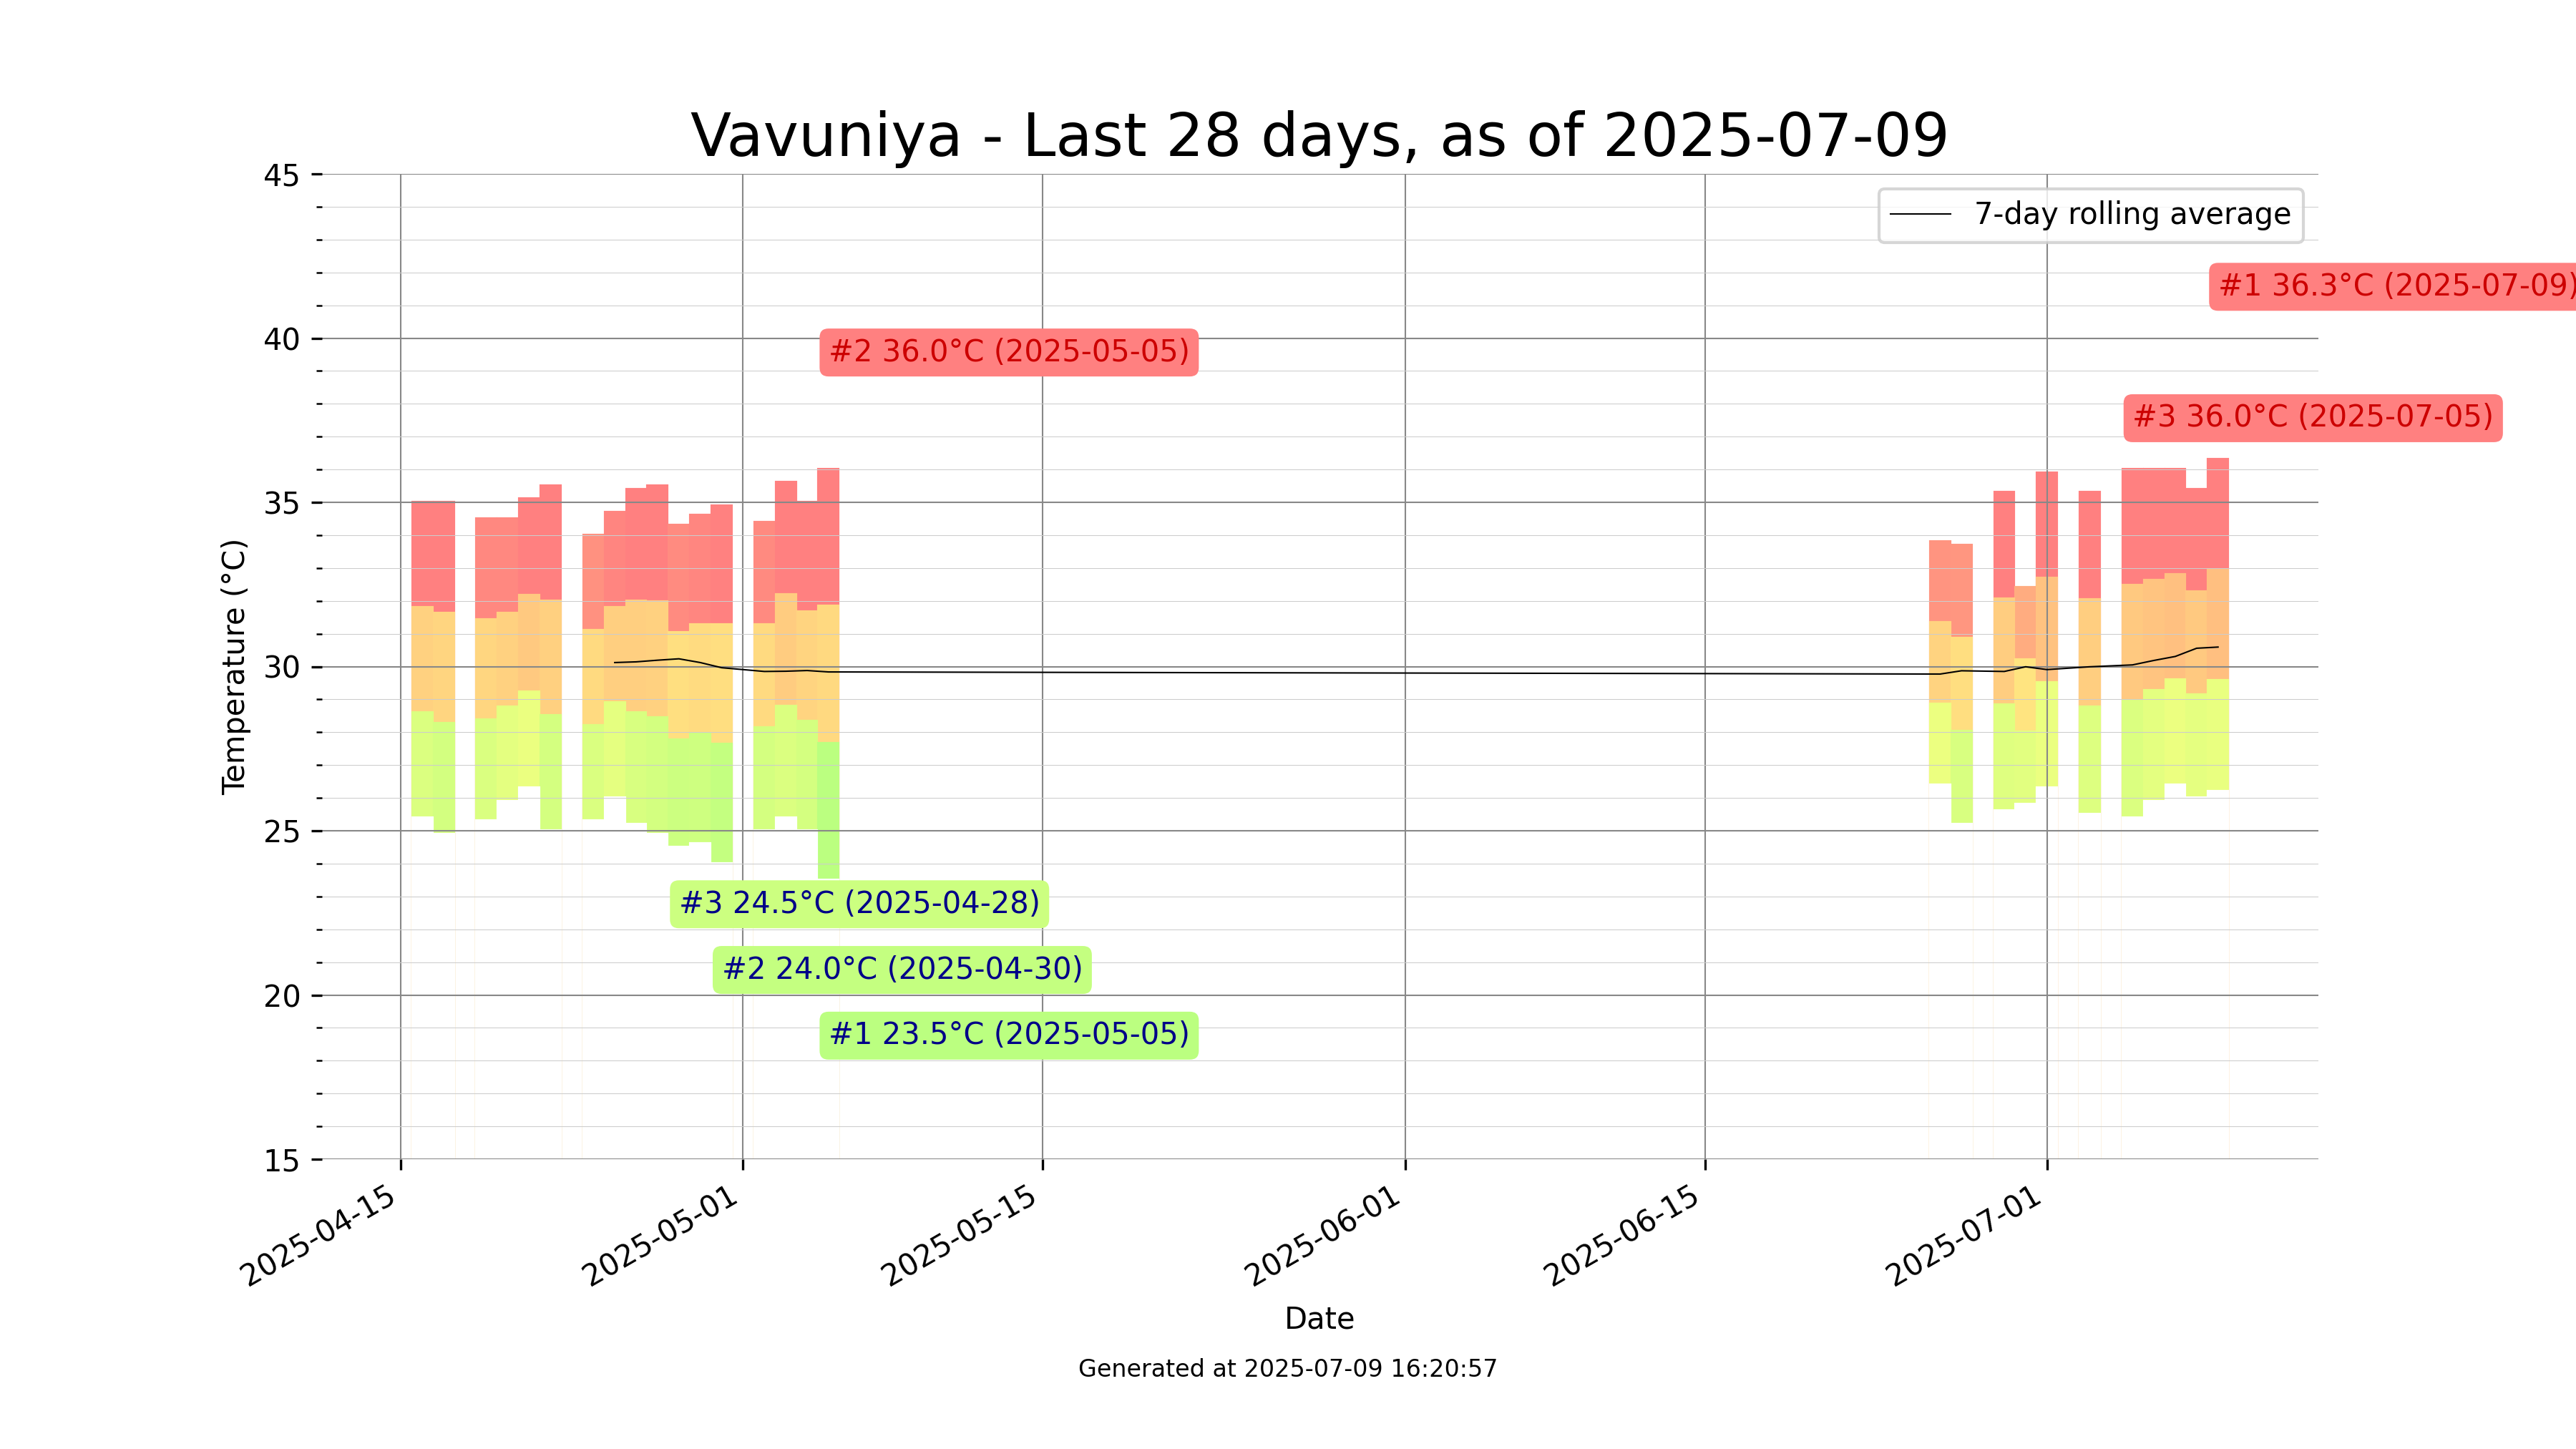 Vavuniya - Last 28 days, as of 2025-07-09
45
40
35
30
25
20
15
Temperature (°C)
7-day rolling average
#1 36.3°C (2025-07-09)
#2 36.0°C (2025-05-05)
#3 36.0°C (2025-07-05)
#3 24.5°C (2025-04-28)
#2 24.0°C (2025-04-30)
#1 23.5°C (2025-05-05)
2025-04-15
2025-05-01
2025-05-15
2025-06-01
2025-06-15
2025-07-01
Date
Generated at 2025-07-09 16:20:57